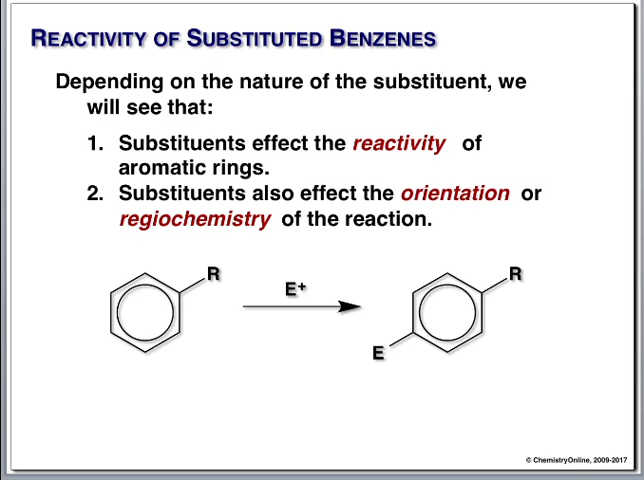 REACTIVITY OF SUBSTITUTED BENZENES
Depending on the nature of the substituent, we
will see that:
1. Substituents effect the reactivity of
aromatic rings.
2. Substituents also effect the orientation or
regiochemistry of the reaction.
R
E+
R
E
© ChemistryOnline, 2009-2017